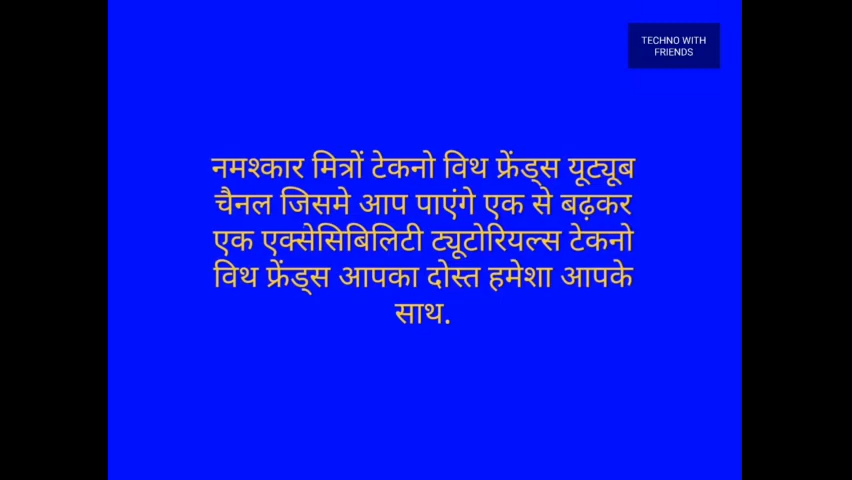 TECHNO WITH
FRIENDS
नमश्कार मित्रों टेकनो विथ फ्रेंड्स यूट्यूब
चैनल जिसमे आप पाएंगे एक से बढ़कर
एक एक्सेसिबिलिटी ट्यूटोरियल्स टेकनो
विथ फ्रेंड्स आपका दोस्त हमेशा आपके
साथ.